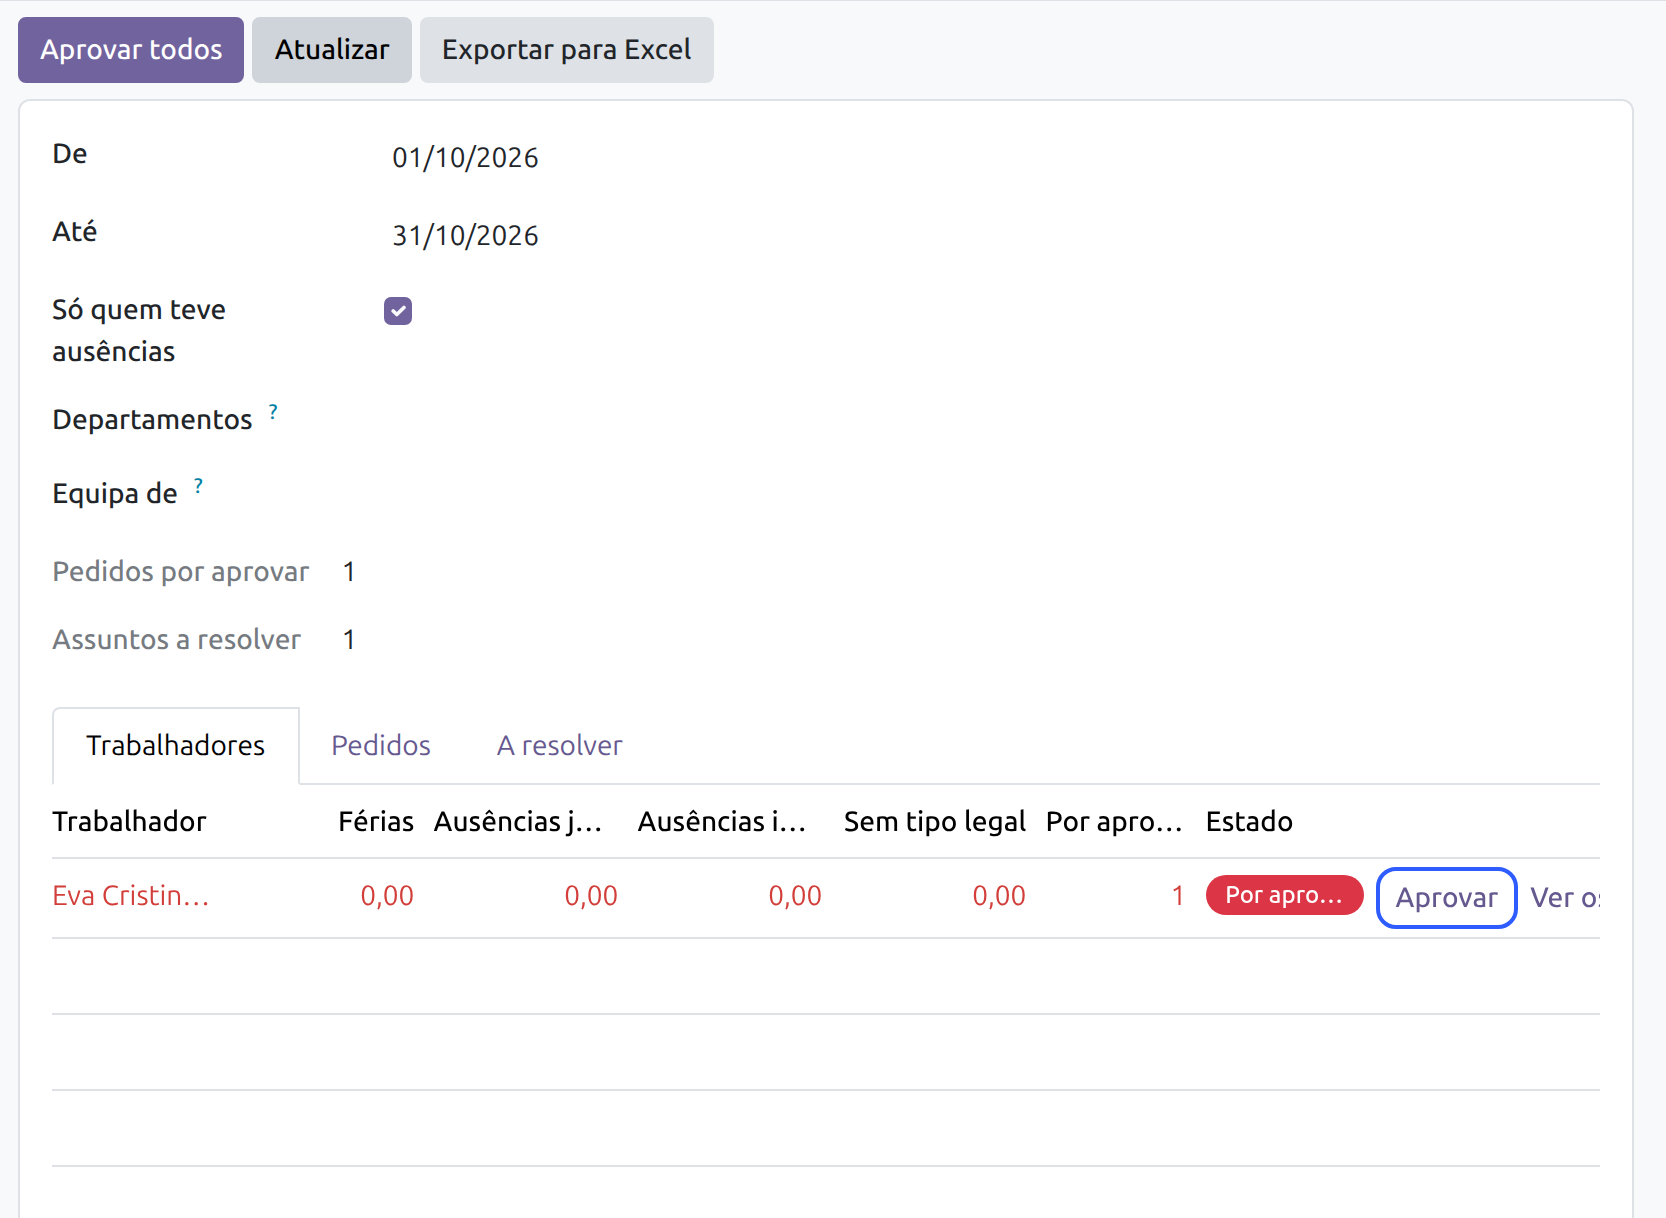 Aprovar todos Atualizar Exportar para Excel
De 01/10/2026
Até 31/10/2026
Só quem teve
ausências
Departamentos ?
Equipa de ?
Pedidos por aprovar 1
Assuntos a resolver 1
Trabalhadores Pedidos A resolver
Trabalhador Férias Ausências j... Ausências i... Sem tipo legal Por apro... Estado
Eva Cristin... 0,00 0,00 0,00 0,00 1 Por apro... Aprovar Ver os